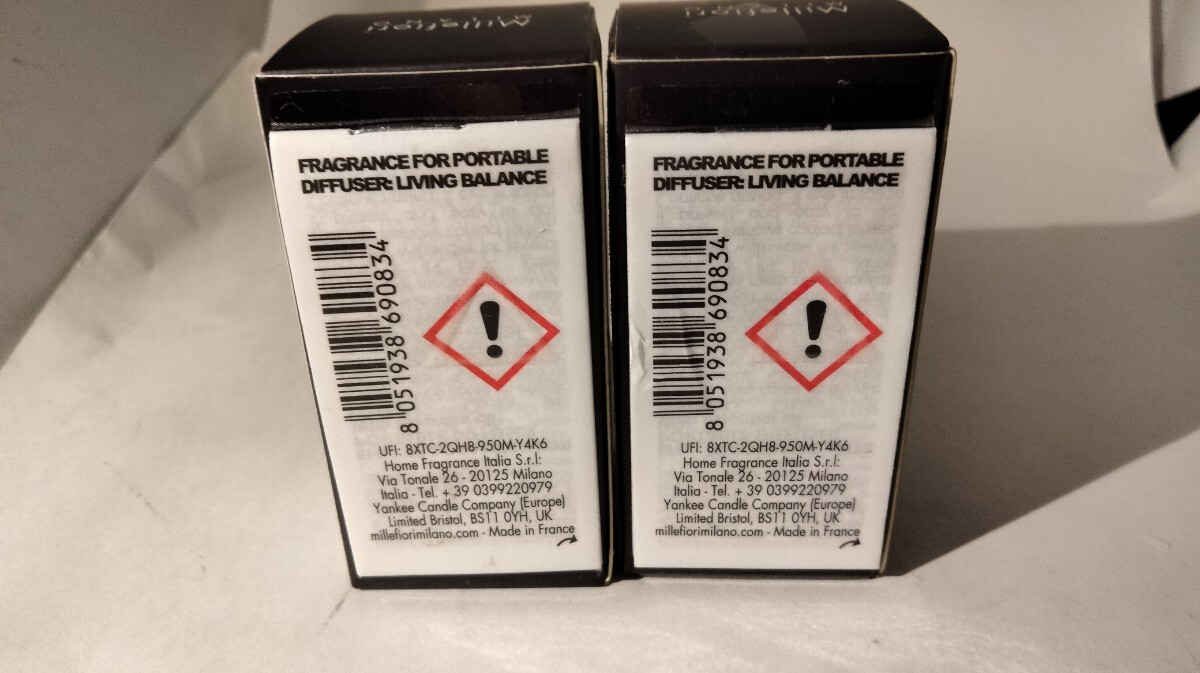 Millefiori
FRAGRANCE FOR PORTABLE
DIFFUSER: LIVING BALANCE
8 051938 690834
UFI: 8XTC-2QH8-950M-Y4K6
Home Fragrance Italia S.r.l:
Via Tonale 26 - 20125 Milano
Italia - Tel. + 39 0399220979
Yankee Candle Company (Europe)
Limited Bristol, BS11 0YH, UK
millefiorimilano.com - Made in France
Millefiori
FRAGRANCE FOR PORTABLE
DIFFUSER: LIVING BALANCE
8 051938 690834
UFI: 8XTC-2QH8-950M-Y4K6
Home Fragrance Italia S.r.l:
Via Tonale 26 - 20125 Milano
Italia - Tel. + 39 0399220979
Yankee Candle Company (Europe)
Limited Bristol, BS11 0YH, UK
millefiorimilano.com - Made in France